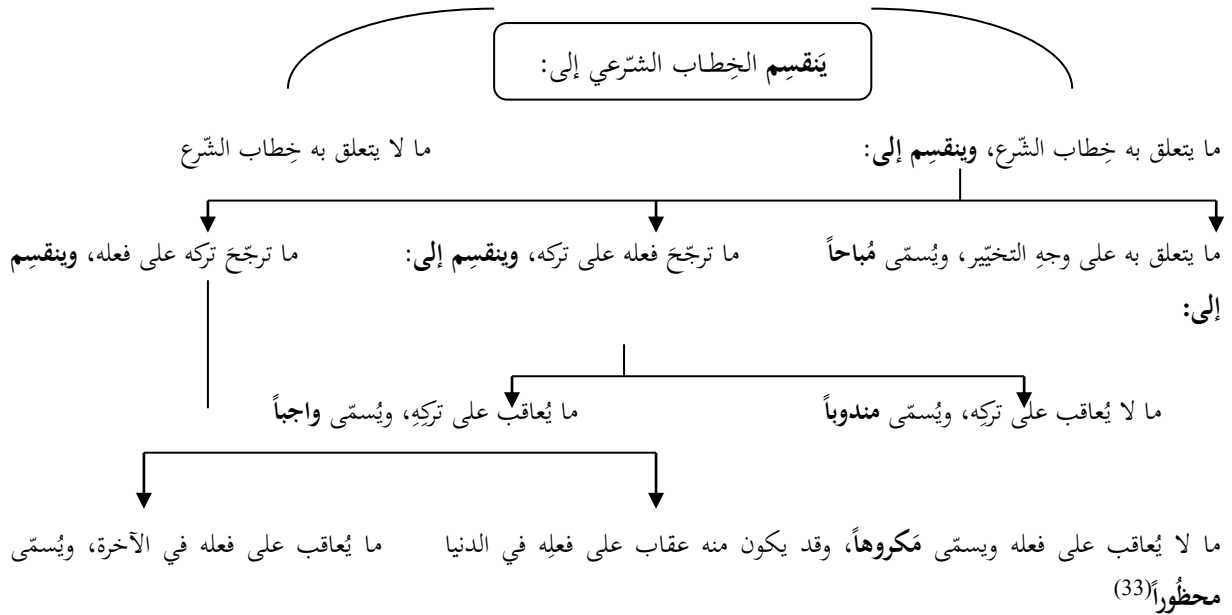 يَنقسِم الخِطاب الشّرعي إلى:
ما يتعلق به خِطاب الشّرع، وينقسِم إلى: ما لا يتعلق به خِطاب الشّرع
ما يتعلق به على وجهِ التخيّير، ويُسمّى مُباحاً ما ترجّحَ فعله على تركه، وينقسِم إلى: ما ترجّحَ تركه على فعله، وينقسِم
إلى:
ما لا يُعاقب على تركِه، ويُسمّى مندوباً ما يُعاقب على تركِهِ، ويُسمّى واجباً
ما لا يُعاقب على فعله ويسمّى مَكروهاً، وقد يكون منه عقاب على فعلِه في الدنيا ما يُعاقب على فعله في الآخرة، ويُسمّى
محظُوراً(33)